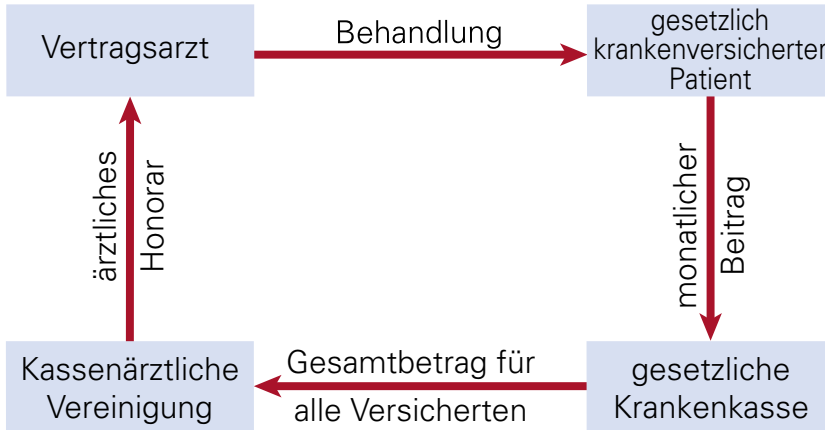 Vertragsarzt
Behandlung
gesetzlich
krankenversicherter
Patient
ärztliches
Honorar
monatlicher
Beitrag
Kassenärztliche
Vereinigung
Gesamtbetrag für
alle Versicherten
gesetzliche
Krankenkasse